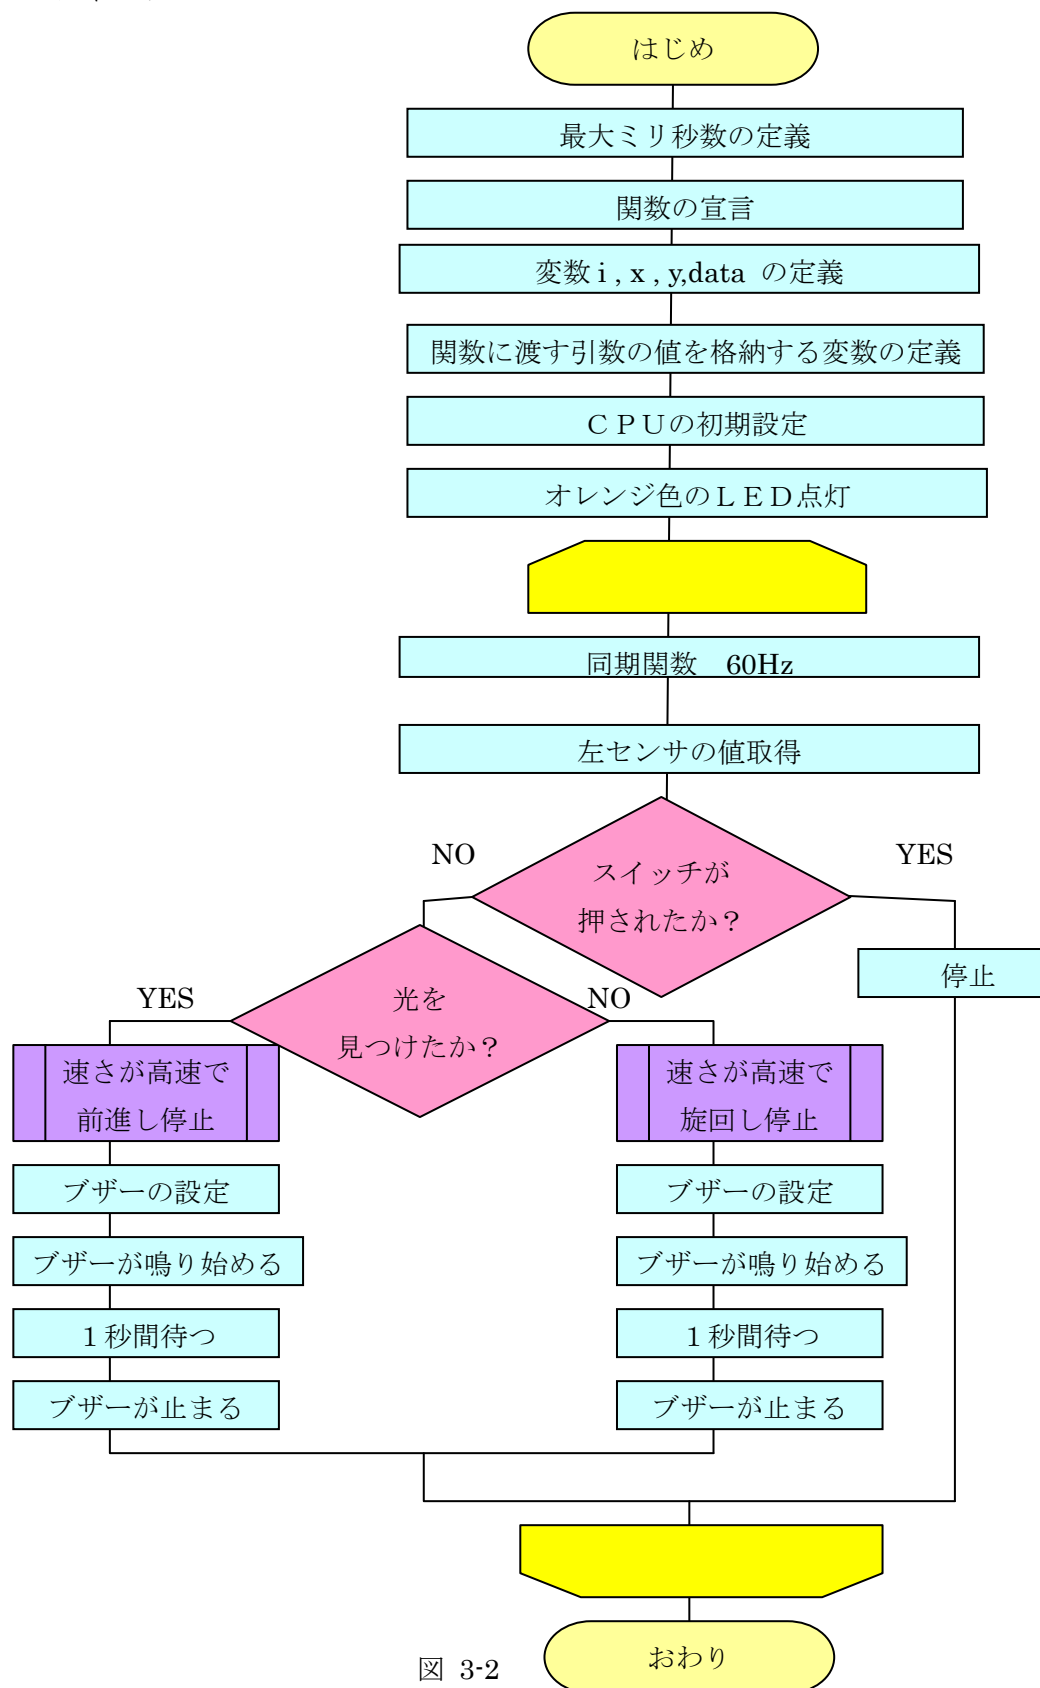 はじめ
最大ミリ秒数の定義
関数の宣言
変数 i , x , y,data の定義
関数に渡す引数の値を格納する変数の定義
ＣＰＵの初期設定
オレンジ色のＬＥＤ点灯
同期関数　60Hz
左センサの値取得
NO
YES
スイッチが
押されたか？
停止
YES
光を
見つけたか？
NO
速さが高速で
前進し停止
速さが高速で
旋回し停止
ブザーの設定
ブザーの設定
ブザーが鳴り始める
ブザーが鳴り始める
１秒間待つ
１秒間待つ
ブザーが止まる
ブザーが止まる
おわり
図 3-2